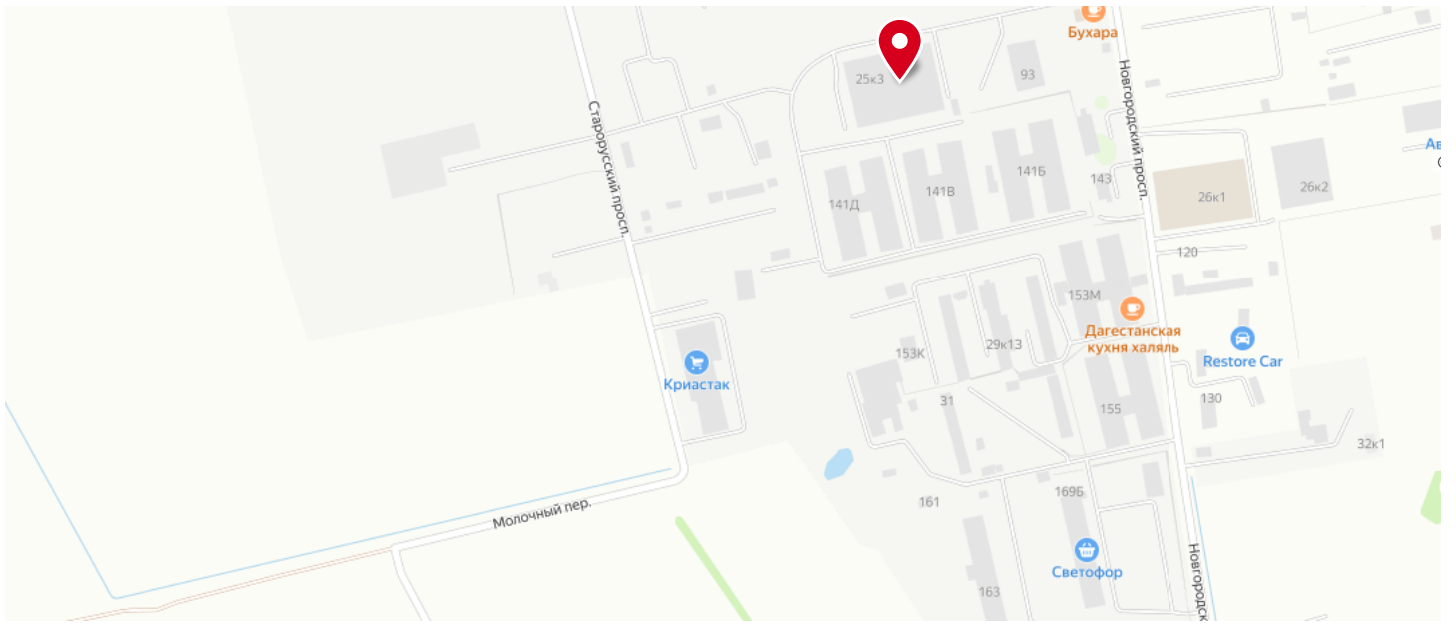 Бухара
25к3
93
Новгородский просп.
Старорусский просп.
Ав
141Б
143
141В
26к2
26к1
141Д
120
153М
Дагестанская
кухня халяль
29к13
153К
Restore Car
Криастак
31
130
155
32к1
169Б
161
Молочный пер.
Светофор
Новгородск
163